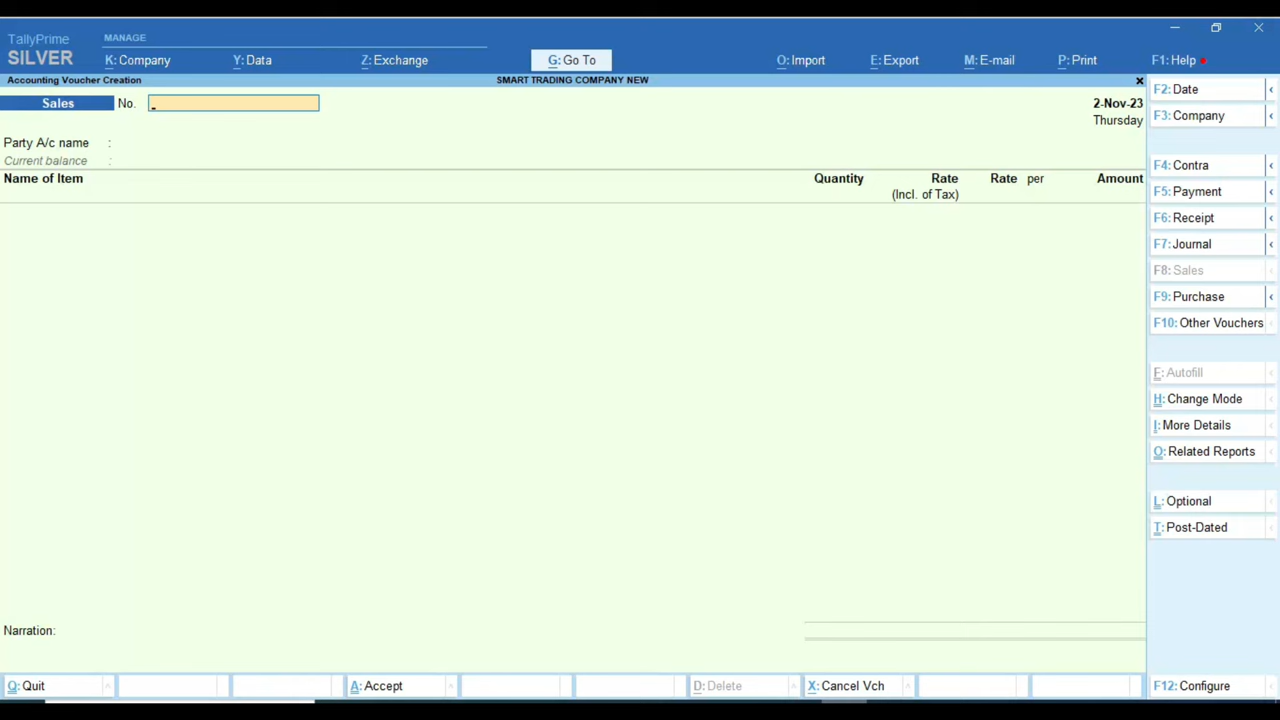 TallyPrime
SILVER
MANAGE
K: Company
Y: Data
Z: Exchange
G: Go To
O: Import
E: Export
M: E-mail
P: Print
F1: Help
Accounting Voucher Creation
SMART TRADING COMPANY NEW
Sales No.
2-Nov-23
Thursday
Party A/c name :
Current balance :
Name of Item
Quantity
Rate
(Incl. of Tax)
Rate per
Amount
Narration:
F2: Date
F3: Company
F4: Contra
F5: Payment
F6: Receipt
F7: Journal
F8: Sales
F9: Purchase
F10: Other Vouchers
F: Autofill
H: Change Mode
I: More Details
O: Related Reports
L: Optional
T: Post-Dated
Q: Quit
A: Accept
D: Delete
X: Cancel Vch
F12: Configure